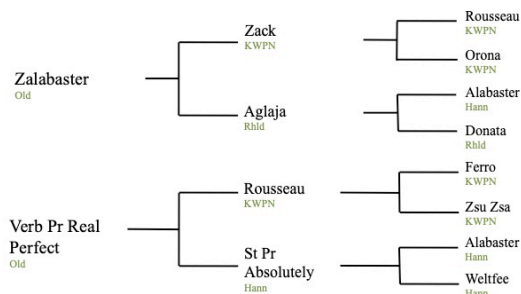 Zalabaster
Old
Zack
KWPN
Aglaja
Rhld
Rousseau
KWPN
Orona
KWPN
Alabaster
Hann
Donata
Rhld
Verb Pr Real
Perfect
Old
Rousseau
KWPN
St Pr
Absolutely
Hann
Ferro
KWPN
Zsu Zsa
KWPN
Alabaster
Hann
Weltfee
Hann